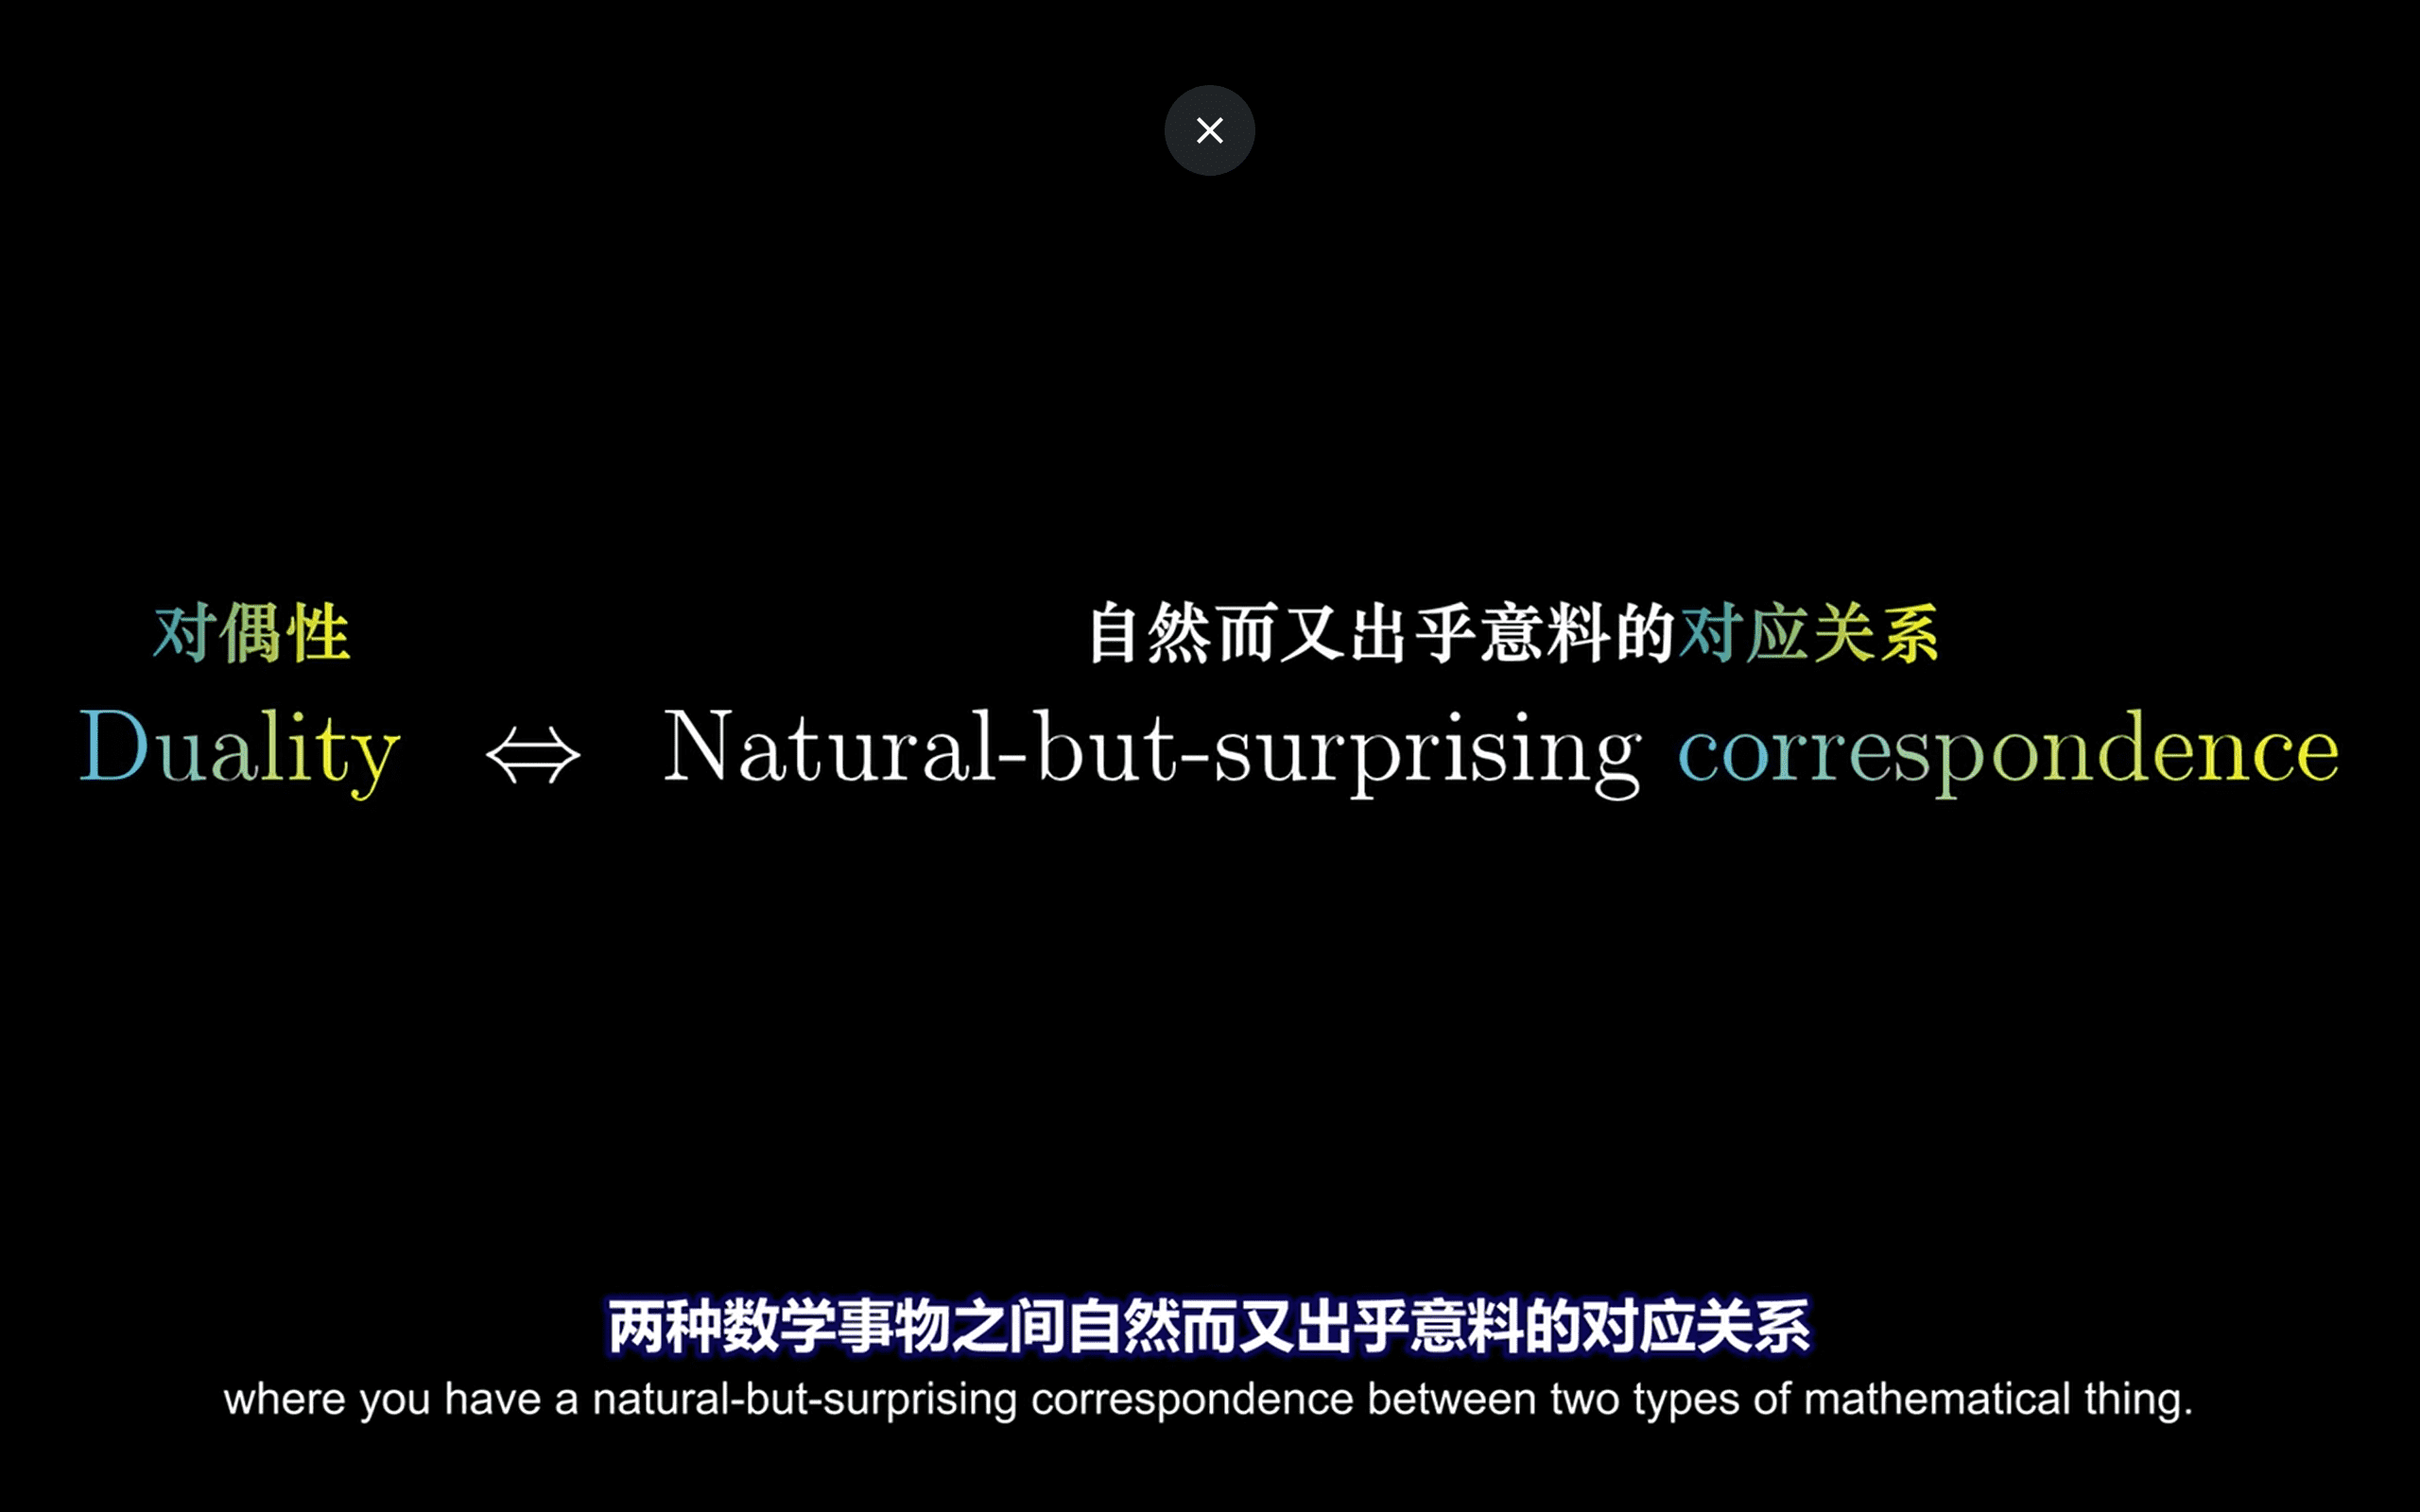 对偶性 自然而又出乎意料的对应关系
Duality ⇔ Natural-but-surprising correspondence
两种数学事物之间自然而又出乎意料的对应关系
where you have a natural-but-surprising correspondence between two types of mathematical thing.